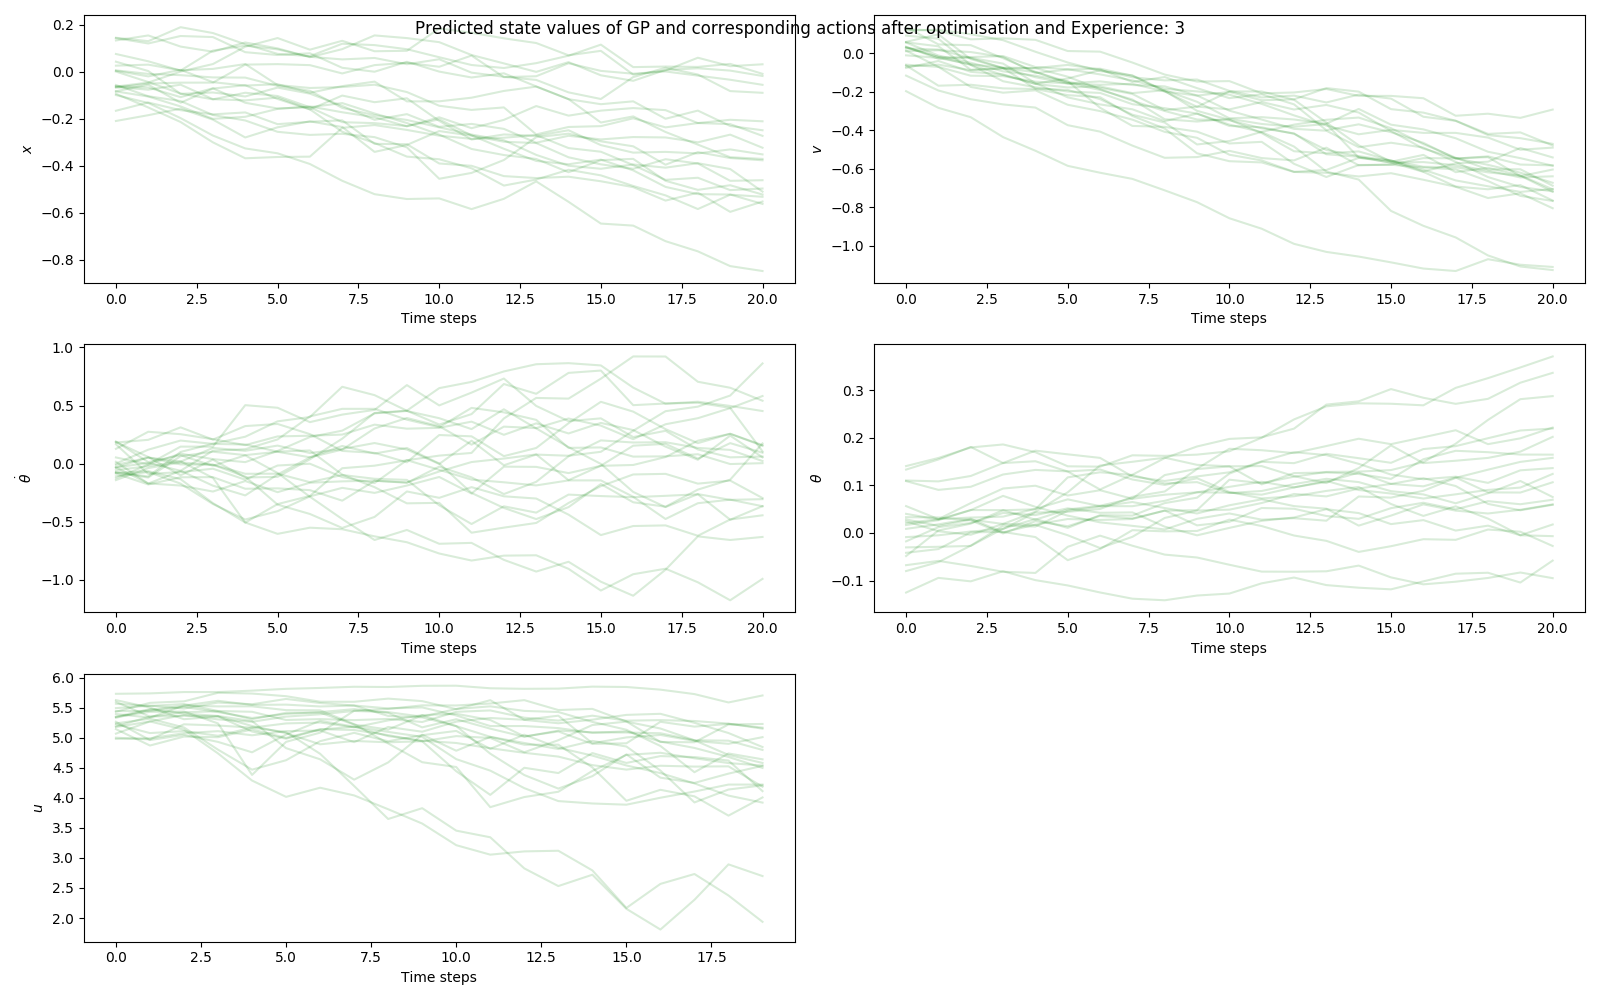 Predicted state values of GP and corresponding actions after optimisation and Experience: 3
0.2
0.0
−0.2
−0.4
−0.6
−0.8
x
0.0 2.5 5.0 7.5 10.0 12.5 15.0 17.5 20.0
Time steps
0.0
−0.2
−0.4
−0.6
−0.8
−1.0
v
0.0 2.5 5.0 7.5 10.0 12.5 15.0 17.5 20.0
Time steps
1.0
0.5
0.0
−0.5
−1.0
θ̇
0.0 2.5 5.0 7.5 10.0 12.5 15.0 17.5 20.0
Time steps
0.3
0.2
0.1
0.0
−0.1
θ
0.0 2.5 5.0 7.5 10.0 12.5 15.0 17.5 20.0
Time steps
6.0
5.5
5.0
4.5
4.0
3.5
3.0
2.5
2.0
u
0.0 2.5 5.0 7.5 10.0 12.5 15.0 17.5
Time steps